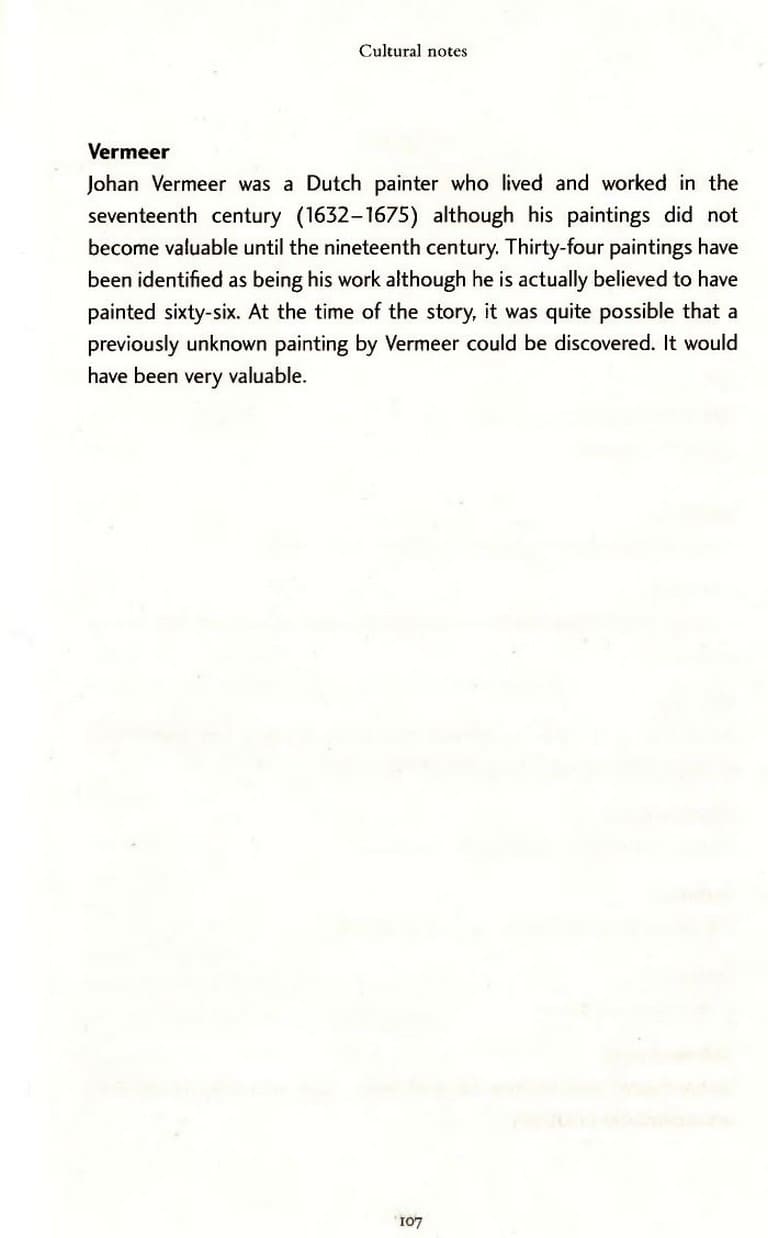 Cultural notes
Vermeer
Johan Vermeer was a Dutch painter who lived and worked in the
seventeenth century (1632–1675) although his paintings did not
become valuable until the nineteenth century. Thirty-four paintings have
been identified as being his work although he is actually believed to have
painted sixty-six. At the time of the story, it was quite possible that a
previously unknown painting by Vermeer could be discovered. It would
have been very valuable.
107